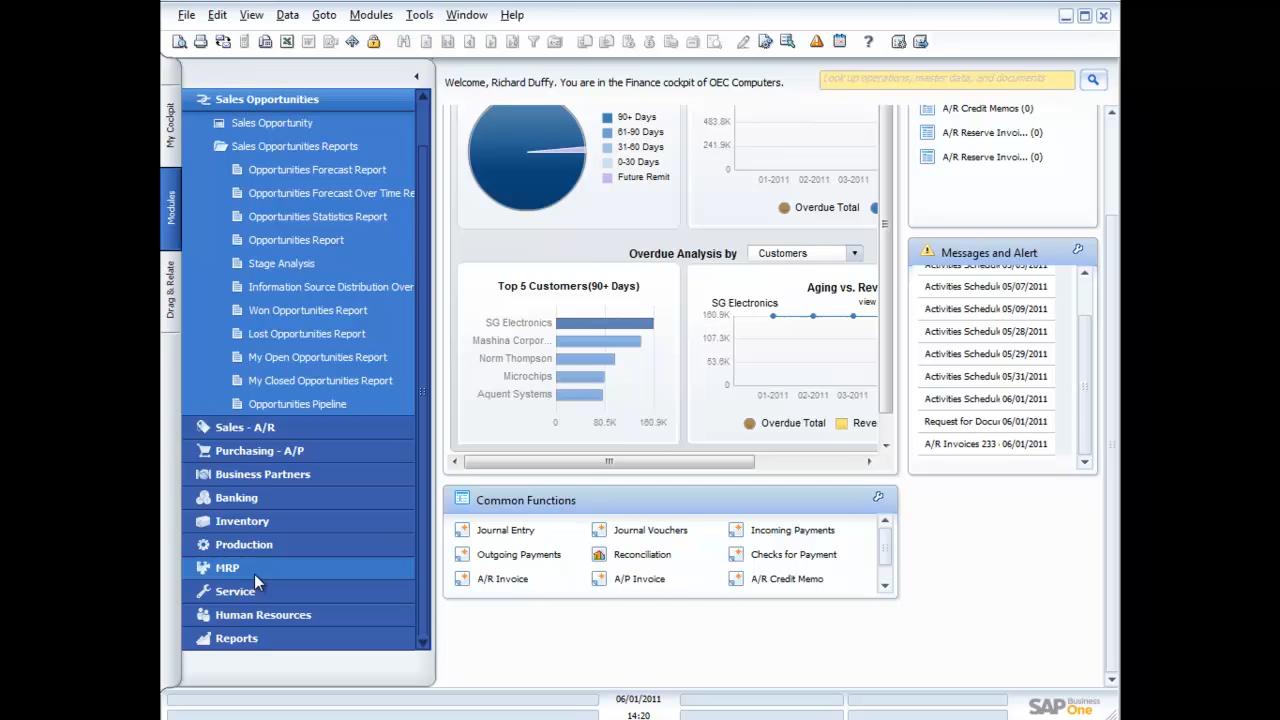 File Edit View Data Goto Modules Tools Window Help
My Cockpit
Modules
Drag & Relate
Sales Opportunities
Sales Opportunity
Sales Opportunities Reports
Opportunities Forecast Report
Opportunities Forecast Over Time Re
Opportunities Statistics Report
Opportunities Report
Stage Analysis
Information Source Distribution Over
Won Opportunities Report
Lost Opportunities Report
My Open Opportunities Report
My Closed Opportunities Report
Opportunities Pipeline
Sales - A/R
Purchasing - A/P
Business Partners
Banking
Inventory
Production
MRP
Service
Human Resources
Reports
Welcome, Richard Duffy. You are in the Finance cockpit of OEC Computers.
Look up operations, master data, and documents
90+ Days
61-90 Days
31-60 Days
0-30 Days
Future Remit
483.8K
241.9K
0
01-2011 02-2011 03-2011
Overdue Total
Overdue Analysis by Customers
Top 5 Customers(90+ Days)
SG Electronics
Mashina Corpor...
Norm Thompson
Microchips
Aquent Systems
0 80.5K 160.9K
Aging vs. Rev
SG Electronics view
160.9K
107.3K
53.6K
0
01-2011 02-2011 03-2011
Overdue Total Reve
A/R Credit Memos (0)
A/R Reserve Invoi... (0)
A/R Reserve Invoi... (0)
Messages and Alert
Activities Schedul 05/05/2011
Activities Schedul 05/07/2011
Activities Schedul 05/09/2011
Activities Schedul 05/28/2011
Activities Schedul 05/29/2011
Activities Schedul 05/31/2011
Activities Schedul 06/01/2011
Request for Docu 06/01/2011
A/R Invoices 233 06/01/2011
Common Functions
Journal Entry Journal Vouchers Incoming Payments
Outgoing Payments Reconciliation Checks for Payment
A/R Invoice A/P Invoice A/R Credit Memo
06/01/2011
14:20
SAP Business One